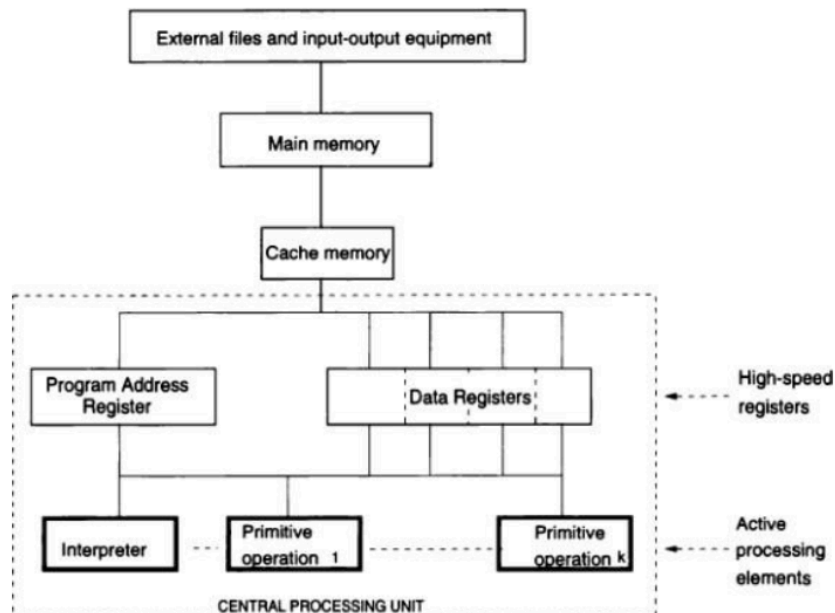 External files and input-output equipment
Main memory
Cache memory
Program Address
Register
Data Registers
High-speed
registers
Interpreter
Primitive
operation 1
Primitive
operation k
Active
processing
elements
CENTRAL PROCESSING UNIT